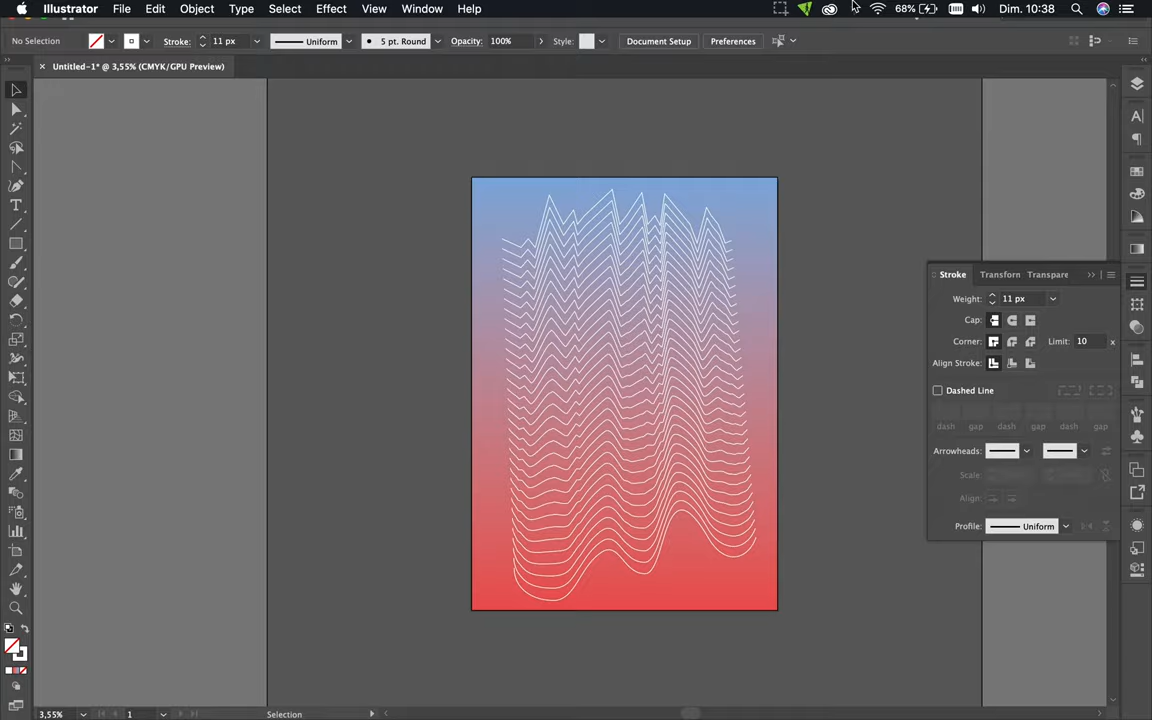 Illustrator File Edit Object Type Select Effect View Window Help 68% Dim. 10:38
No Selection Stroke: 11 px Uniform 5 pt. Round Opacity: 100% Style: Document Setup Preferences
Untitled-1* @ 3,55% (CMYK/GPU Preview)
Stroke Transform Transpare
Weight: 11 px
Cap:
Corner: Limit: 10 x
Align Stroke:
Dashed Line
dash gap dash gap dash gap
Arrowheads:
Scale:
Align:
Profile: Uniform
3,55% 1 Selection